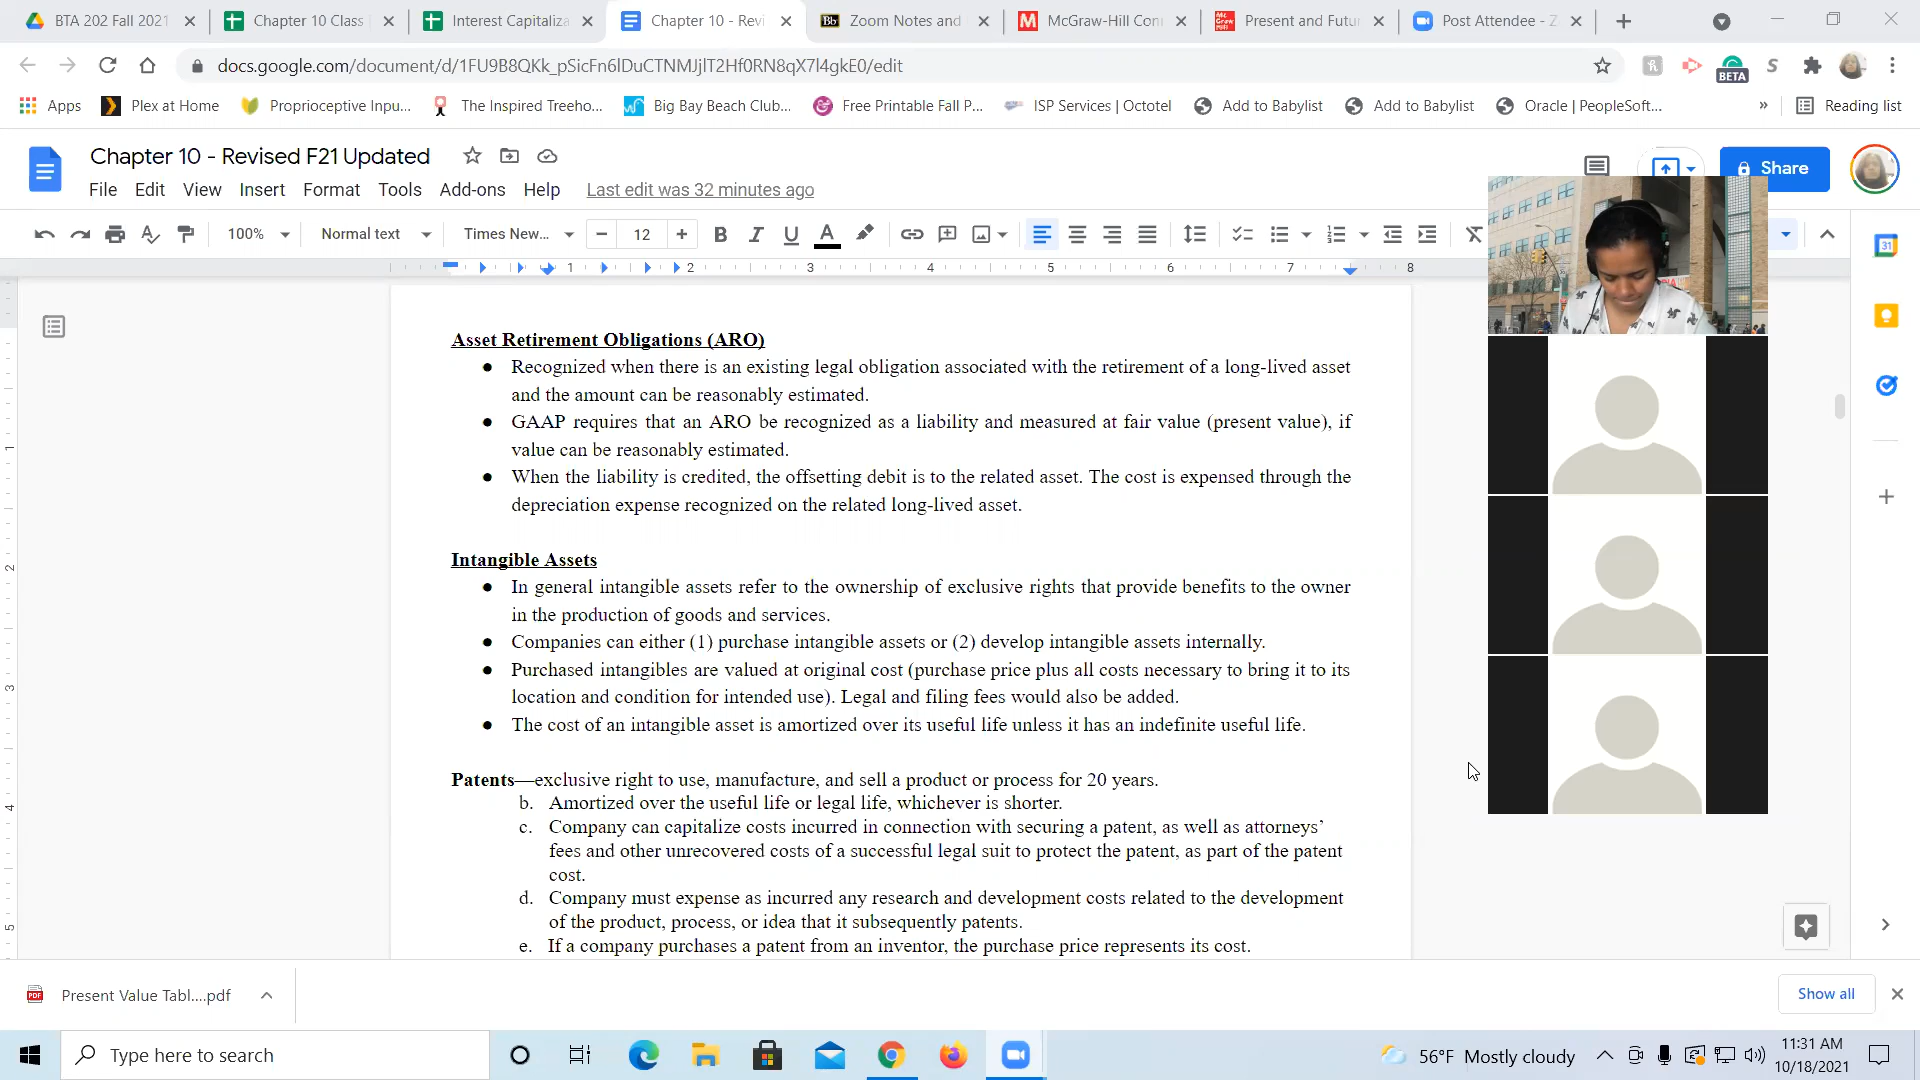 BTA 202 Fall 2021
Chapter 10 Class
Interest Capitaliza
Chapter 10 - Revi
Zoom Notes and
McGraw-Hill Con
Present and Futur
Post Attendee - Z
docs.google.com/document/d/1FU9B8QKk_pSicFn6lDuCTNMJjlT2Hf0RN8qX7l4gkE0/edit
BETA
Apps
Plex at Home
Proprioceptive Inpu...
The Inspired Treeho...
Big Bay Beach Club...
Free Printable Fall P...
ISP Services | Octotel
Add to Babylist
Add to Babylist
Oracle | PeopleSoft...
»
Reading list
Chapter 10 - Revised F21 Updated
File Edit View Insert Format Tools Add-ons Help Last edit was 32 minutes ago
Share
100% Normal text Times New... 12 B I U A
1 2 3 4 5 6 7 8
31
Asset Retirement Obligations (ARO)
● Recognized when there is an existing legal obligation associated with the retirement of a long-lived asset
and the amount can be reasonably estimated.
● GAAP requires that an ARO be recognized as a liability and measured at fair value (present value), if
value can be reasonably estimated.
● When the liability is credited, the offsetting debit is to the related asset. The cost is expensed through the
depreciation expense recognized on the related long-lived asset.
Intangible Assets
● In general intangible assets refer to the ownership of exclusive rights that provide benefits to the owner
in the production of goods and services.
● Companies can either (1) purchase intangible assets or (2) develop intangible assets internally.
● Purchased intangibles are valued at original cost (purchase price plus all costs necessary to bring it to its
location and condition for intended use). Legal and filing fees would also be added.
● The cost of an intangible asset is amortized over its useful life unless it has an indefinite useful life.
Patents—exclusive right to use, manufacture, and sell a product or process for 20 years.
b. Amortized over the useful life or legal life, whichever is shorter.
c. Company can capitalize costs incurred in connection with securing a patent, as well as attorneys’
fees and other unrecovered costs of a successful legal suit to protect the patent, as part of the patent
cost.
d. Company must expense as incurred any research and development costs related to the development
of the product, process, or idea that it subsequently patents.
e. If a company purchases a patent from an inventor, the purchase price represents its cost.
1
2
3
4
5
PDF
Present Value Tabl....pdf
Show all
Type here to search
56°F Mostly cloudy
11:31 AM
10/18/2021